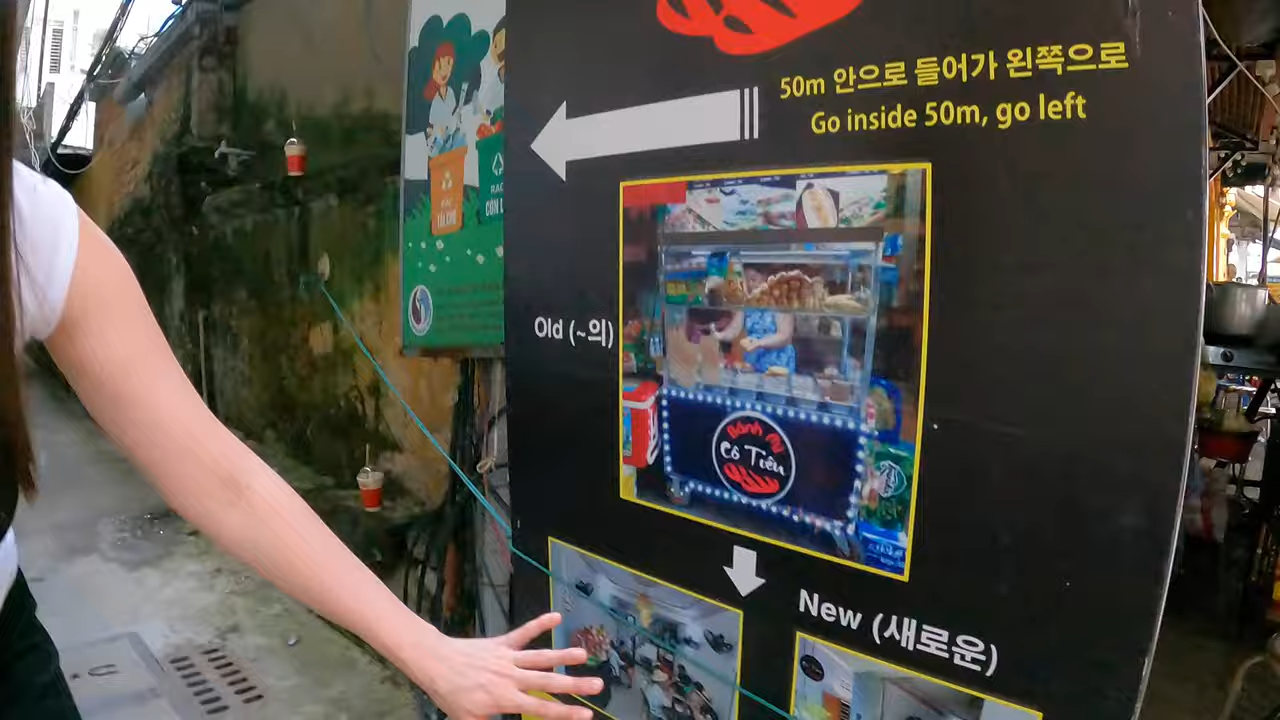 50m 안으로 들어가 왼쪽으로
Go inside 50m, go left
Old (~의)
Bánh Mì
Cô Tiên
New (새로운)